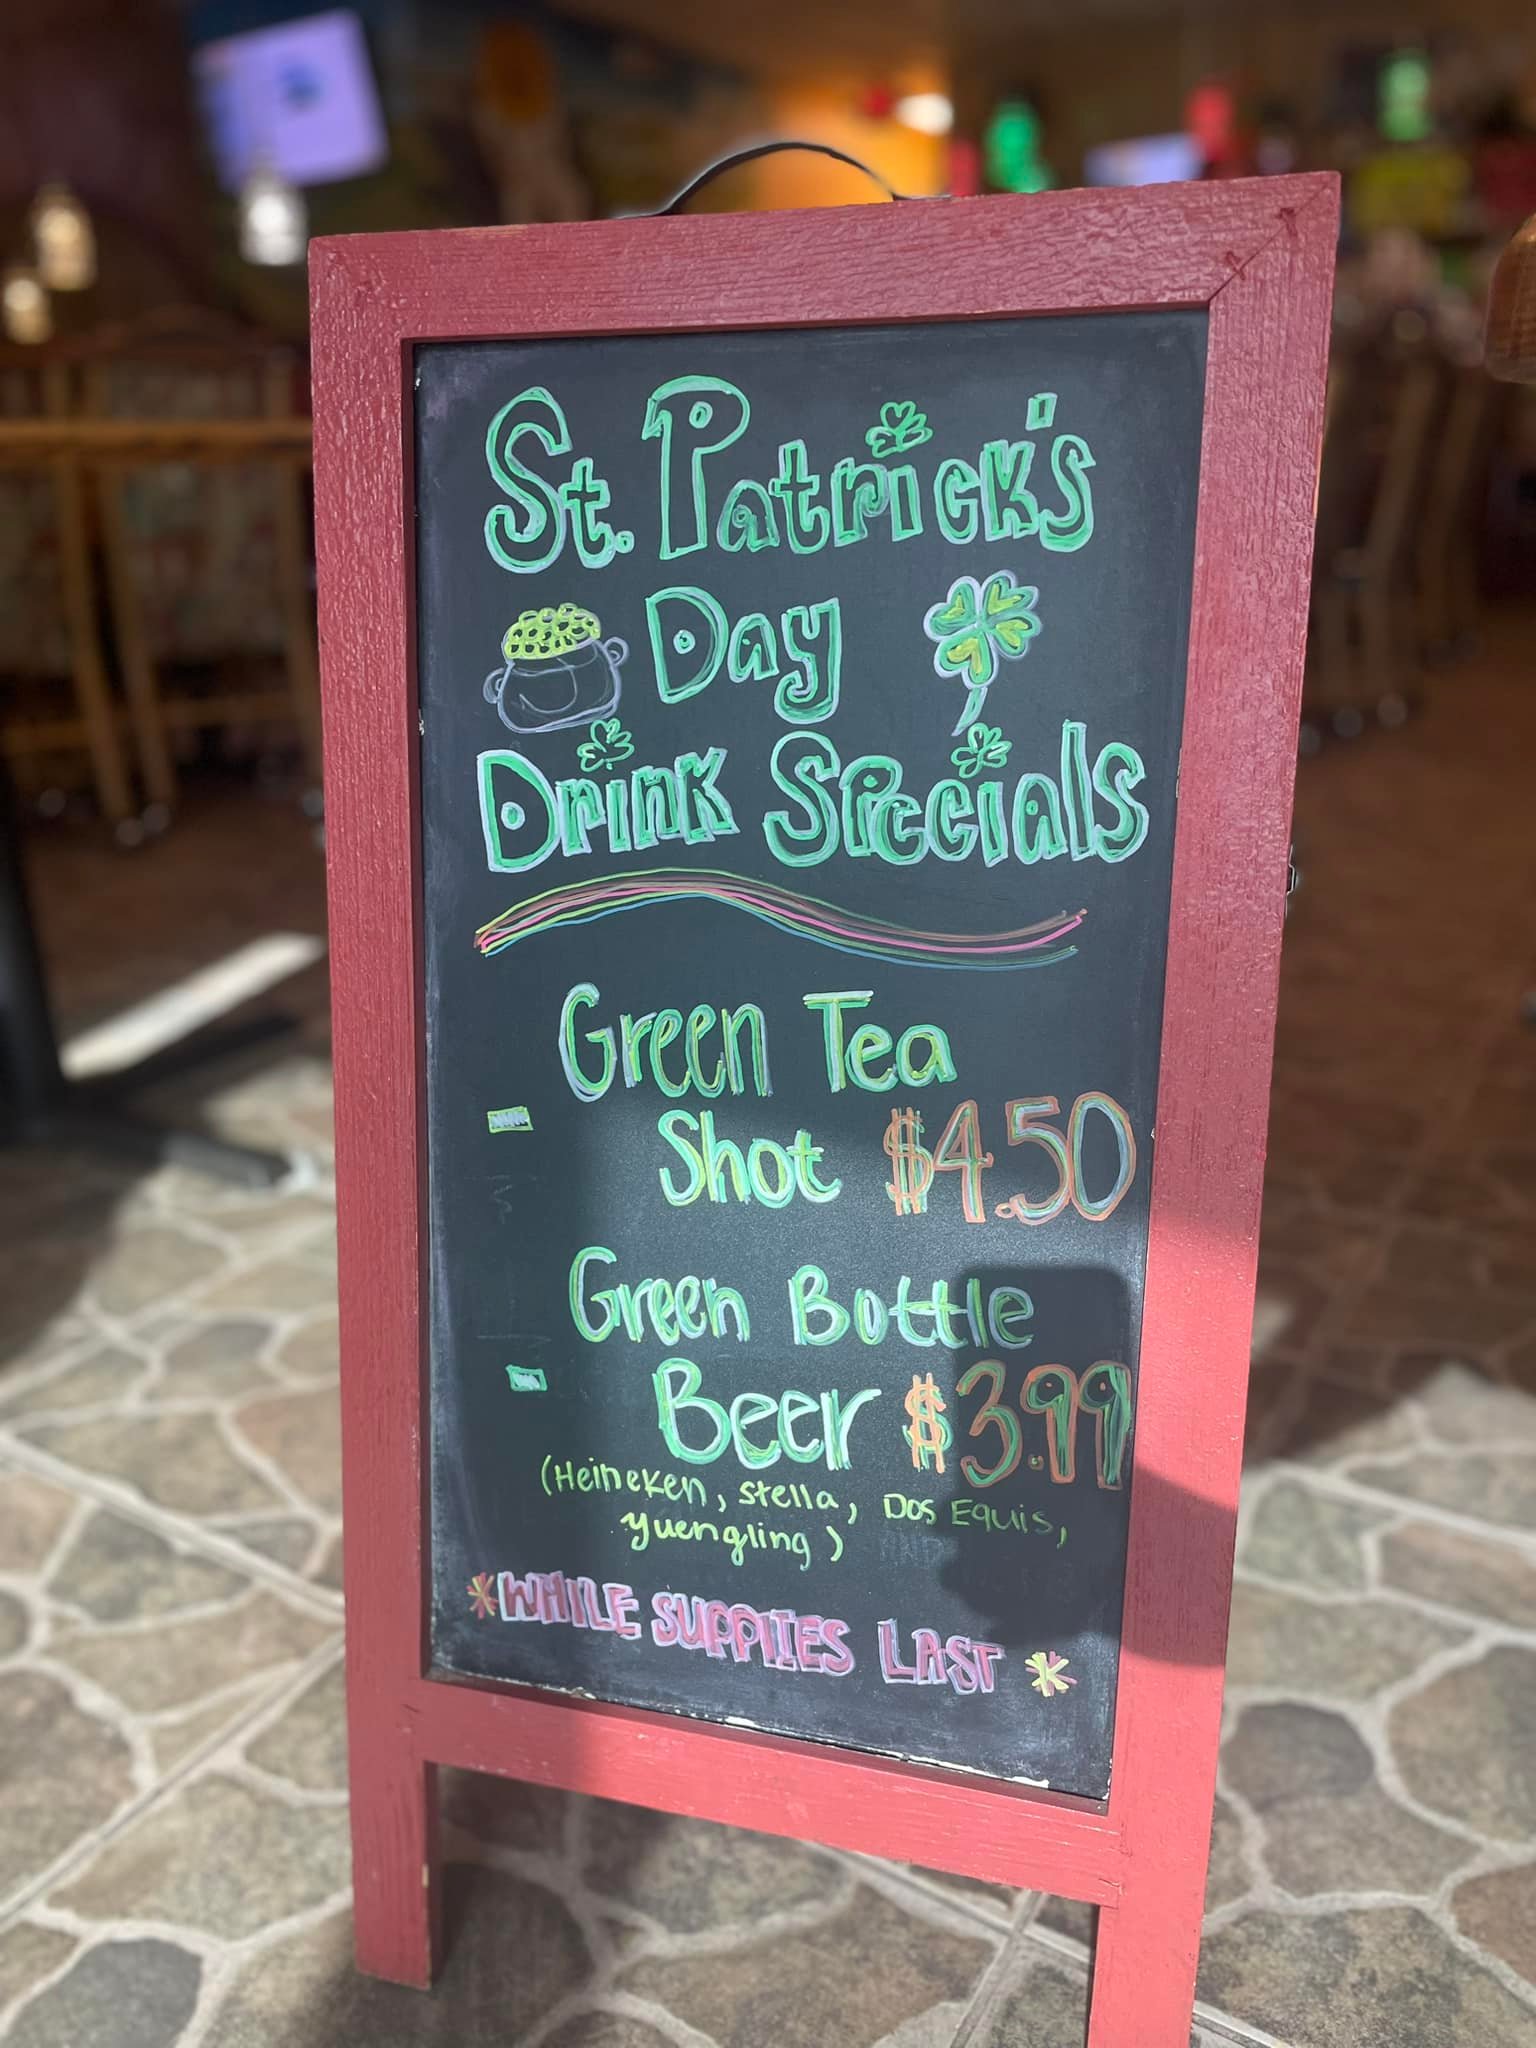 St. Patrick's
Day
Drink Specials
Green Tea
- Shot $4.50
Green Bottle
- Beer $3.99
(Heineken, Stella, Dos Equis,
yuengling)
*WHILE SUPPLIES LAST *